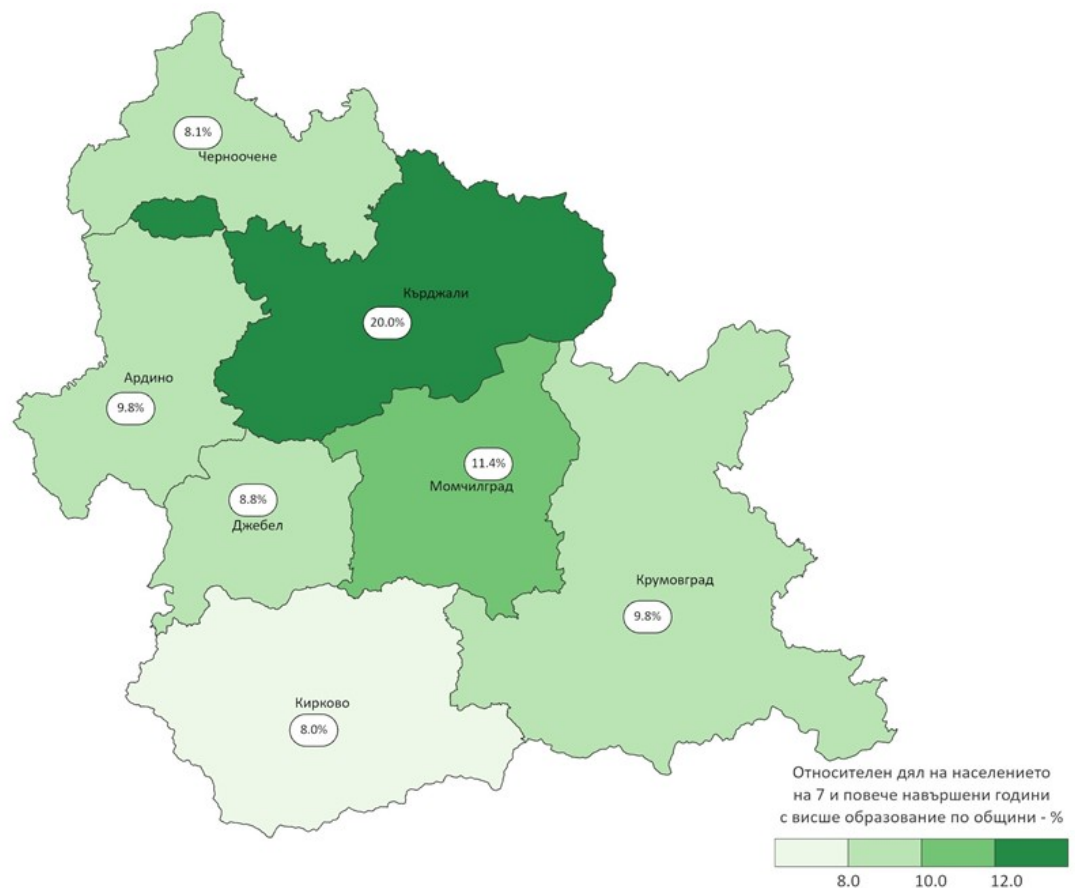 8.1%
Черноочене
Кърджали
20.0%
Ардино
9.8%
11.4%
Момчилград
8.8%
Джебел
Крумовград
9.8%
Кирково
8.0%
Относителен дял на населението
на 7 и повече навършени години
с висше образование по общини - %
8.0 10.0 12.0